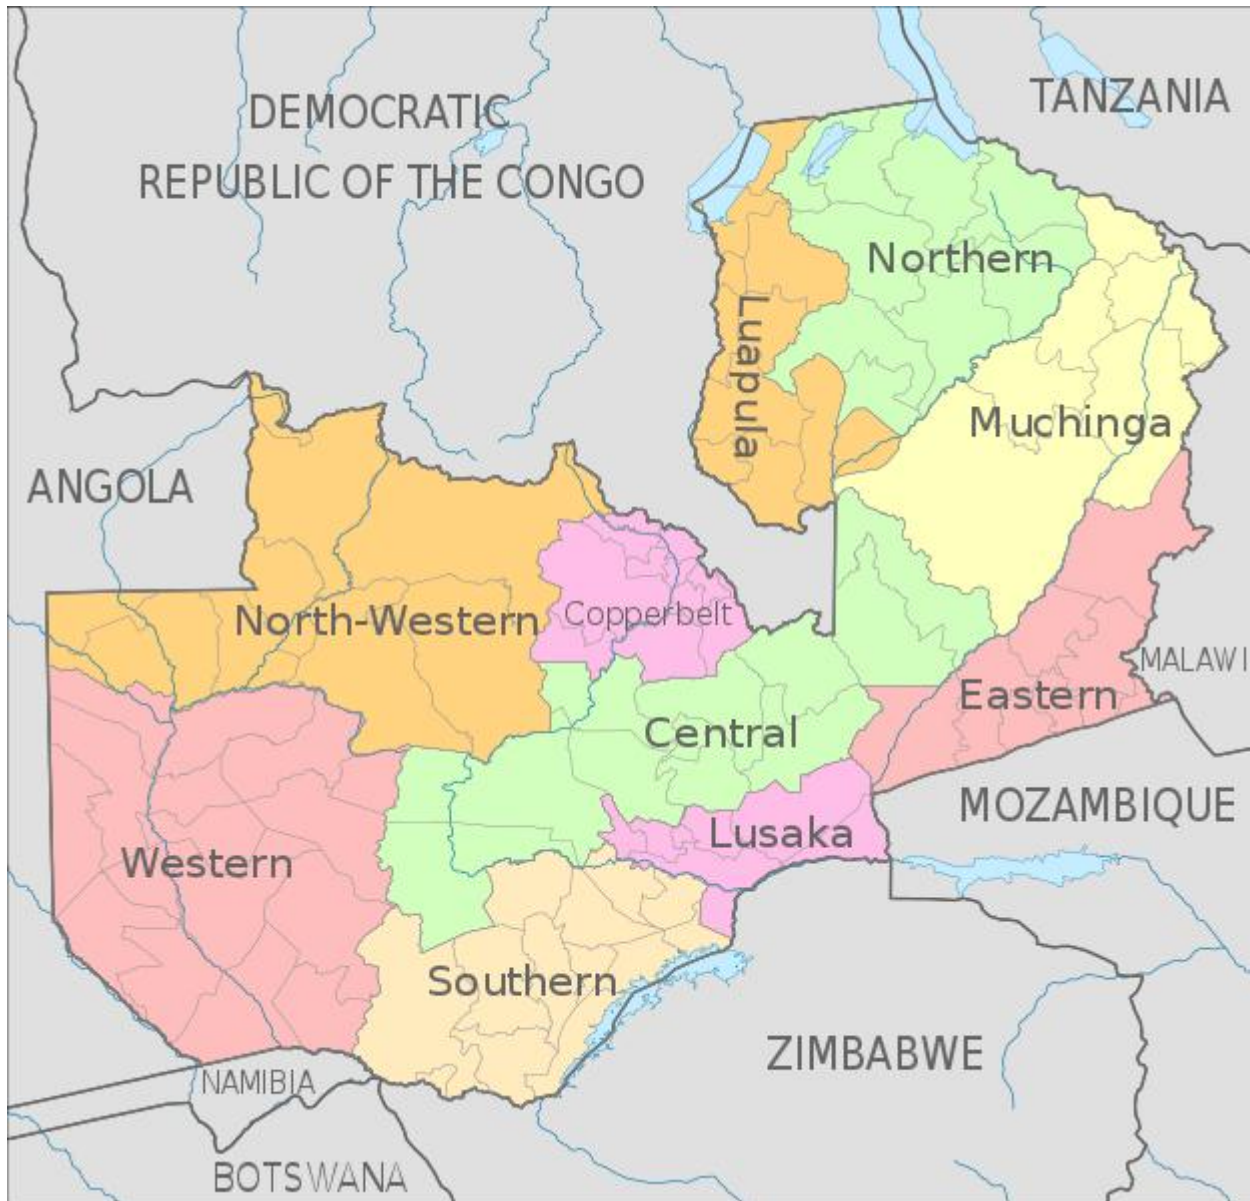 DEMOCRATIC
REPUBLIC OF THE CONGO
TANZANIA
Northern
Luapula
Muchinga
ANGOLA
North-Western
Copperbelt
MALAWI
Eastern
Central
MOZAMBIQUE
Lusaka
Western
Southern
ZIMBABWE
NAMIBIA
BOTSWANA